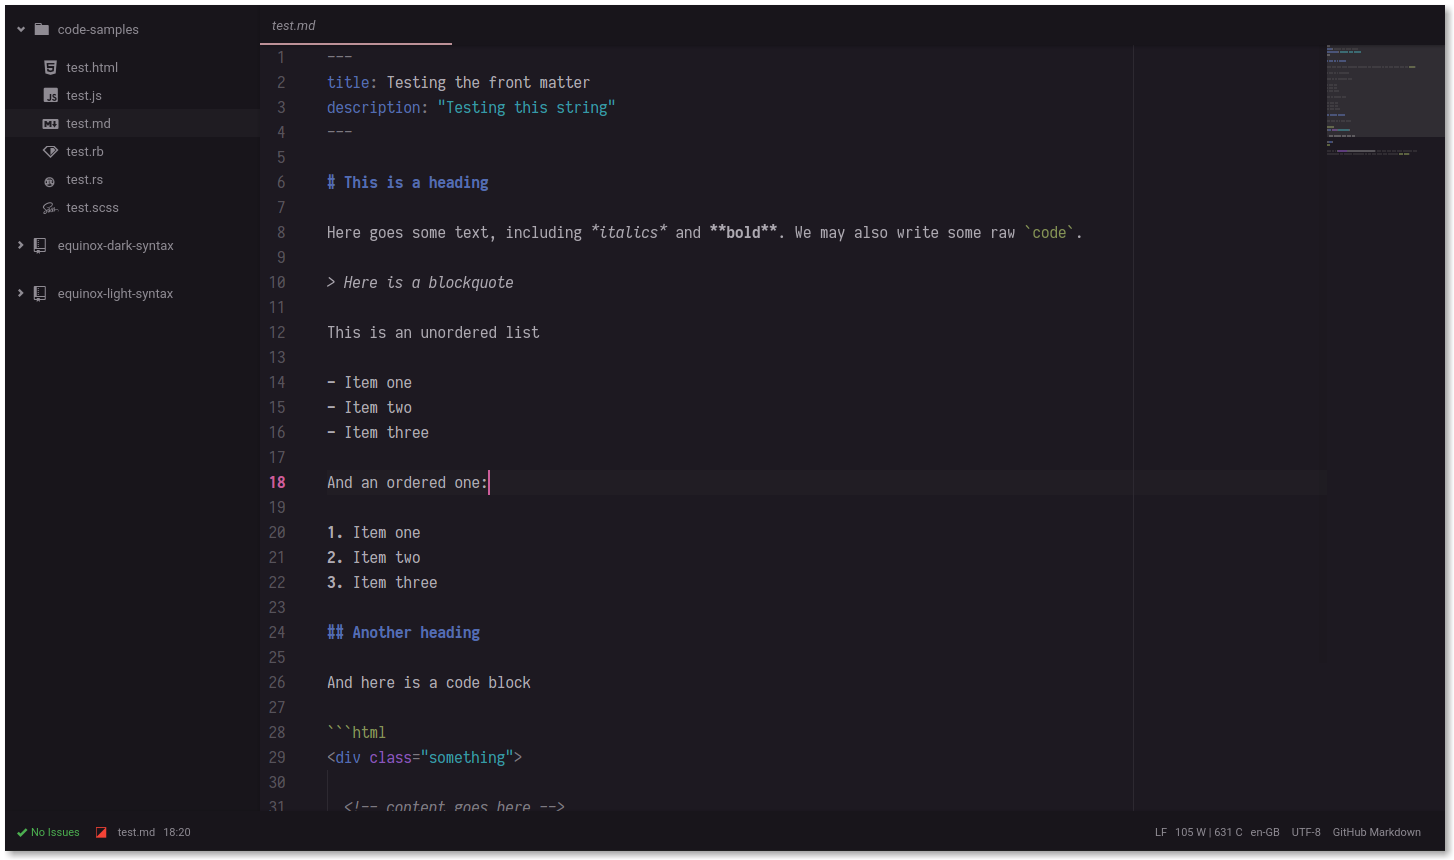 code-samples
test.html
test.js
test.md
test.rb
test.rs
test.scss
equinox-dark-syntax
equinox-light-syntax
test.md
1 ---
2 title: Testing the front matter
3 description: "Testing this string"
4 ---
5
6 # This is a heading
7
8 Here goes some text, including *italics* and **bold**. We may also write some raw `code`.
9
10 > Here is a blockquote
11
12 This is an unordered list
13
14 - Item one
15 - Item two
16 - Item three
17
18 And an ordered one:
19
20 1. Item one
21 2. Item two
22 3. Item three
23
24 ## Another heading
25
26 And here is a code block
27
28 ```html
29 <div class="something">
30
31 <!-- content goes here -->
No Issues test.md 18:20 LF 105 W | 631 C en-GB UTF-8 GitHub Markdown